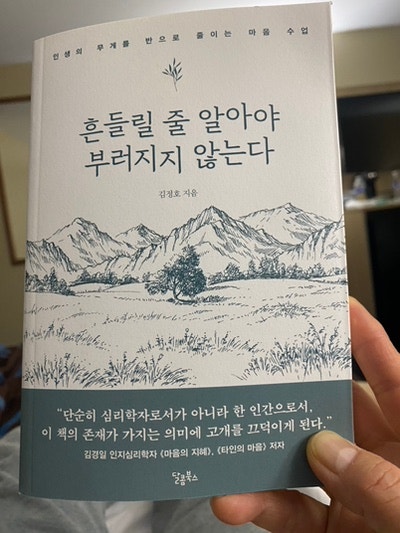 인생의 무게를 반으로 줄이는 마음 수업
흔들릴 줄 알아야
부러지지 않는다
김정호 지음
"단순히 심리학자로서가 아니라 한 인간으로서,
이 책의 존재가 가지는 의미에 고개를 끄덕이게 된다."
김경일 인지심리학자 《마음의 지혜》, 《타인의 마음》 저자
달콤북스